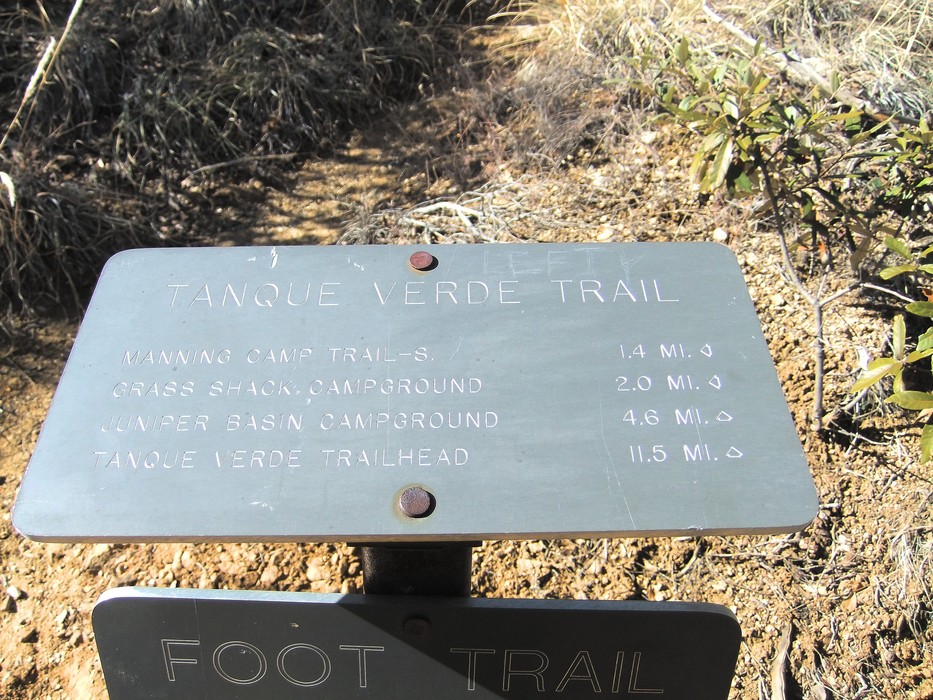 TANQUE VERDE TRAIL
MANNING CAMP TRAIL-S. 1.4 MI.
GRASS SHACK CAMPGROUND 2.0 MI.
JUNIPER BASIN CAMPGROUND 4.6 MI.
TANQUE VERDE TRAILHEAD 11.5 MI.
FOOT TRAIL